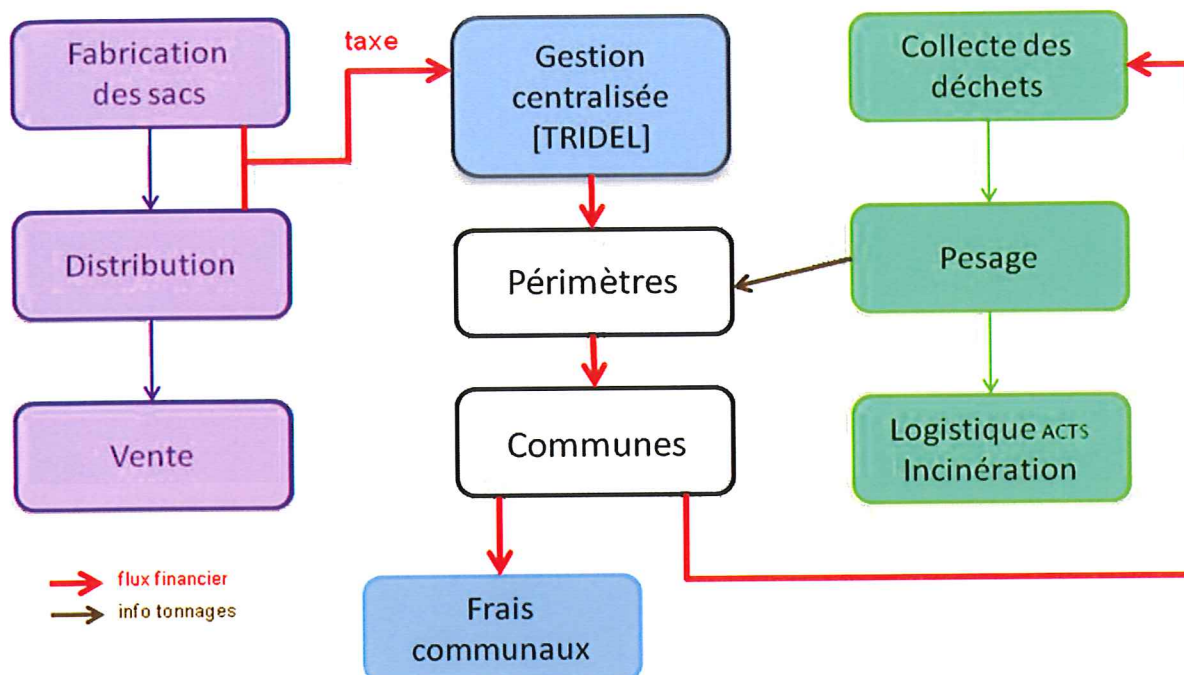 Fabrication
des sacs
taxe
Gestion
centralisée
[TRIDEL]
Collecte des
déchets
Distribution
Périmètres
Pesage
Vente
Communes
Logistique ACTS
Incinération
flux financier
info tonnages
Frais
communaux